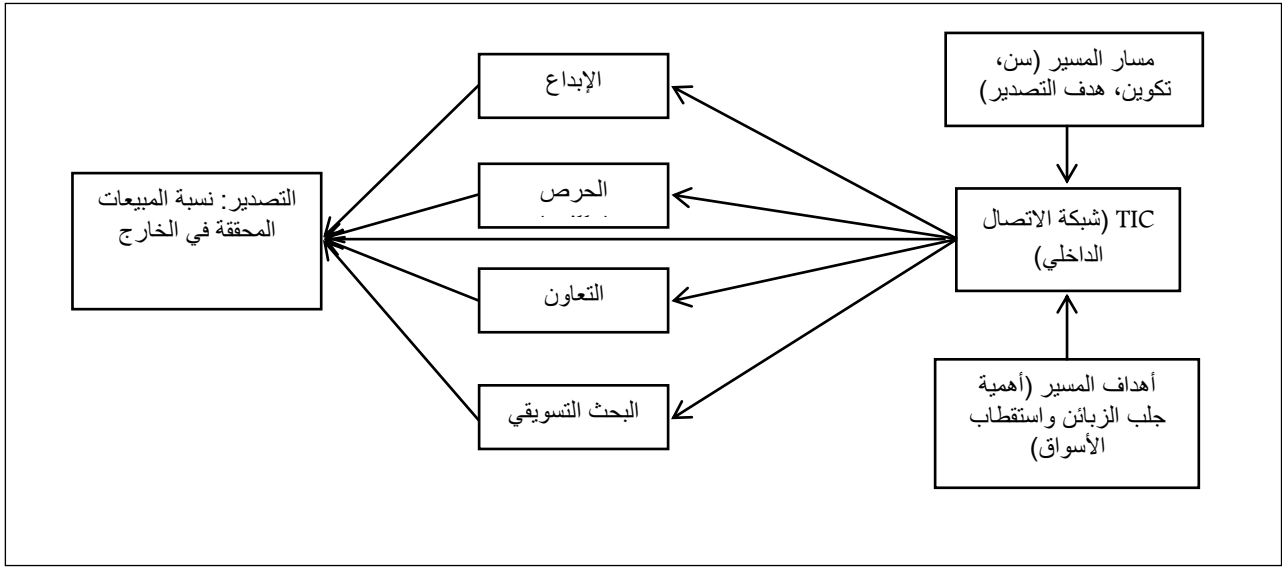 مسار المسير (سن،
تكوين، هدف التصدير)
TIC (شبكة الاتصال
الداخلي)
أهداف المسير (أهمية
جلب الزبائن واستقطاب
الأسواق)
الإبداع
الحرص
التعاون
البحث التسويقي
التصدير: نسبة المبيعات
المحققة في الخارج